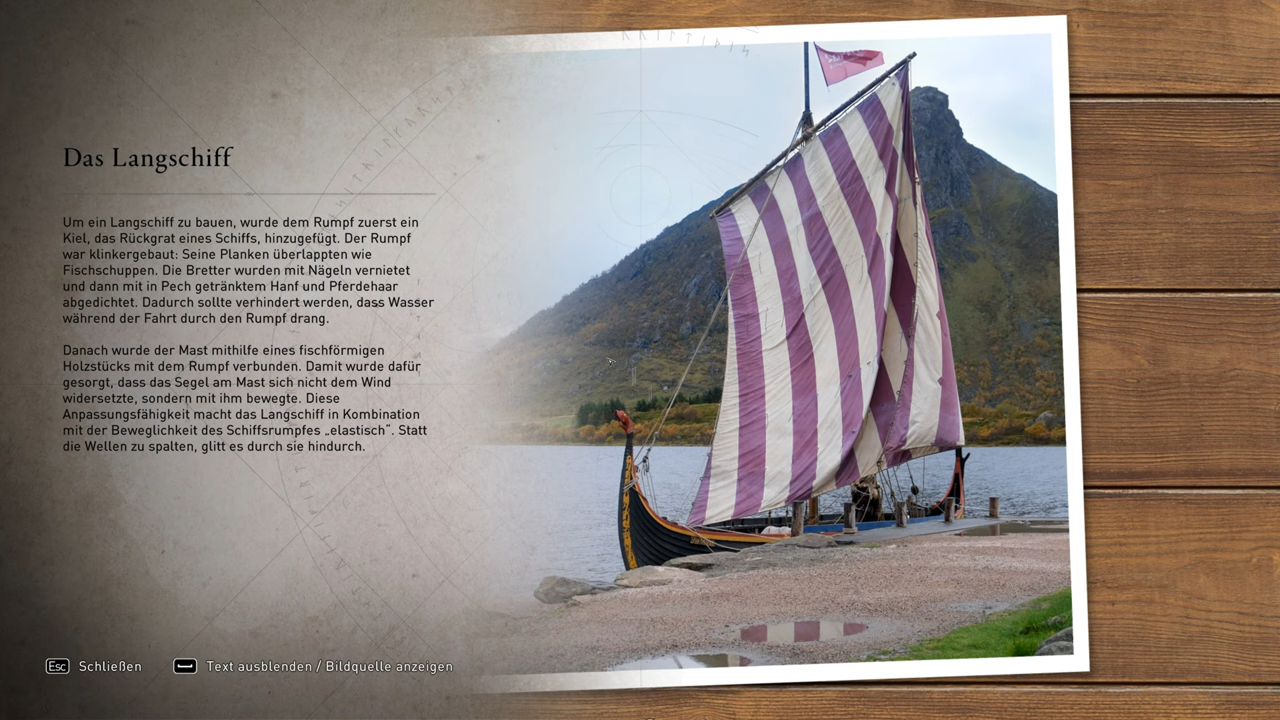 Das Langschiff
Um ein Langschiff zu bauen, wurde dem Rumpf zuerst ein
Kiel, das Rückgrat eines Schiffs, hinzugefügt. Der Rumpf
war klinkergebaut: Seine Planken überlappten wie
Fischschuppen. Die Bretter wurden mit Nägeln vernietet
und dann mit in Pech getränktem Hanf und Pferdehaar
abgedichtet. Dadurch sollte verhindert werden, dass Wasser
während der Fahrt durch den Rumpf drang.
Danach wurde der Mast mithilfe eines fischförmigen
Holzstücks mit dem Rumpf verbunden. Damit wurde dafür
gesorgt, dass das Segel am Mast sich nicht dem Wind
widersetzte, sondern mit ihm bewegte. Diese
Anpassungsfähigkeit macht das Langschiff in Kombination
mit der Beweglichkeit des Schiffsrumpfes „elastisch“. Statt
die Wellen zu spalten, glitt es durch sie hindurch.
Esc Schließen
Text ausblenden / Bildquelle anzeigen